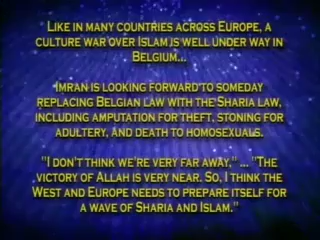 LIKE IN MANY COUNTRIES ACROSS EUROPE, A
CULTURE WAR OVER ISLAM IS WELL UNDER WAY IN
BELGIUM...
IMRAN IS LOOKING FORWARD TO SOMEDAY
REPLACING BELGIAN LAW WITH THE SHARIA LAW,
INCLUDING AMPUTATION FOR THEFT, STONING FOR
ADULTERY, AND DEATH TO HOMOSEXUALS.
"I DON'T THINK WE'RE VERY FAR AWAY," ... "THE
VICTORY OF ALLAH IS VERY NEAR. SO, I THINK THE
WEST AND EUROPE NEEDS TO PREPARE ITSELF FOR
A WAVE OF SHARIA AND ISLAM."